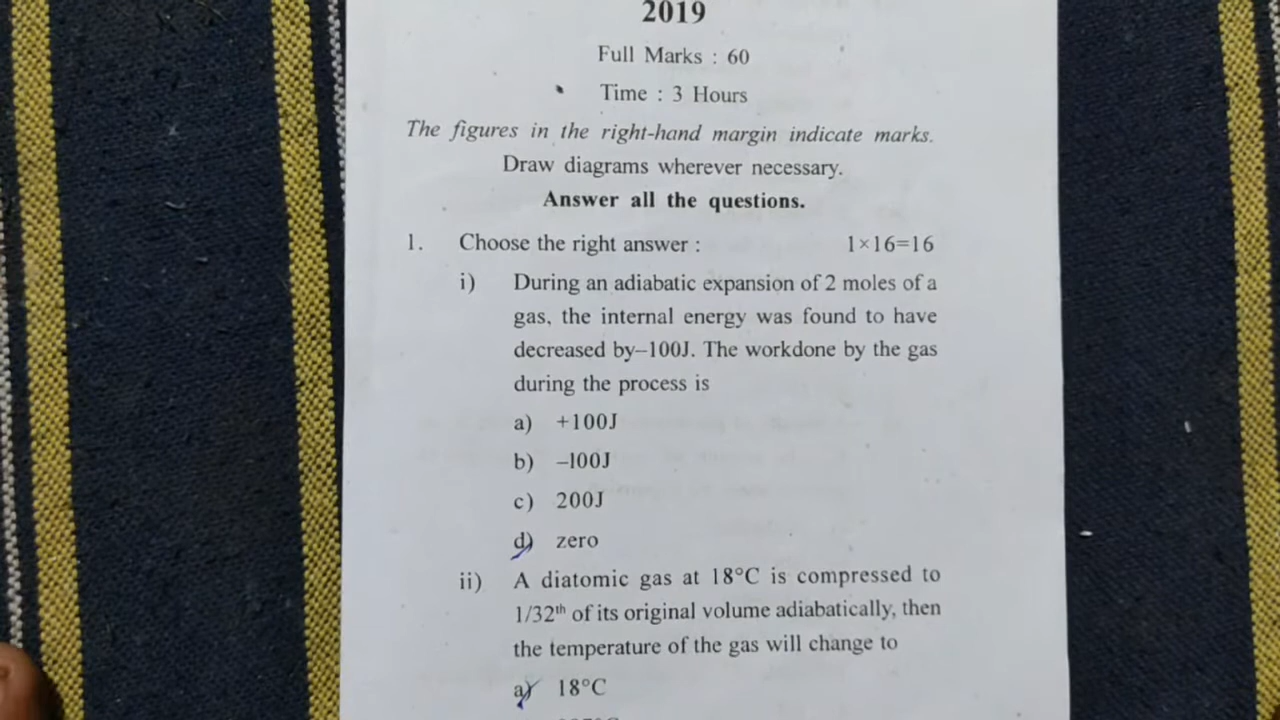 2019
Full Marks : 60
Time : 3 Hours
The figures in the right-hand margin indicate marks.
Draw diagrams wherever necessary.
Answer all the questions.
1. Choose the right answer : 1×16=16
i) During an adiabatic expansion of 2 moles of a
gas, the internal energy was found to have
decreased by–100J. The workdone by the gas
during the process is
a) +100J
b) –100J
c) 200J
d) zero
ii) A diatomic gas at 18°C is compressed to
1/32th of its original volume adiabatically, then
the temperature of the gas will change to
a) 18°C